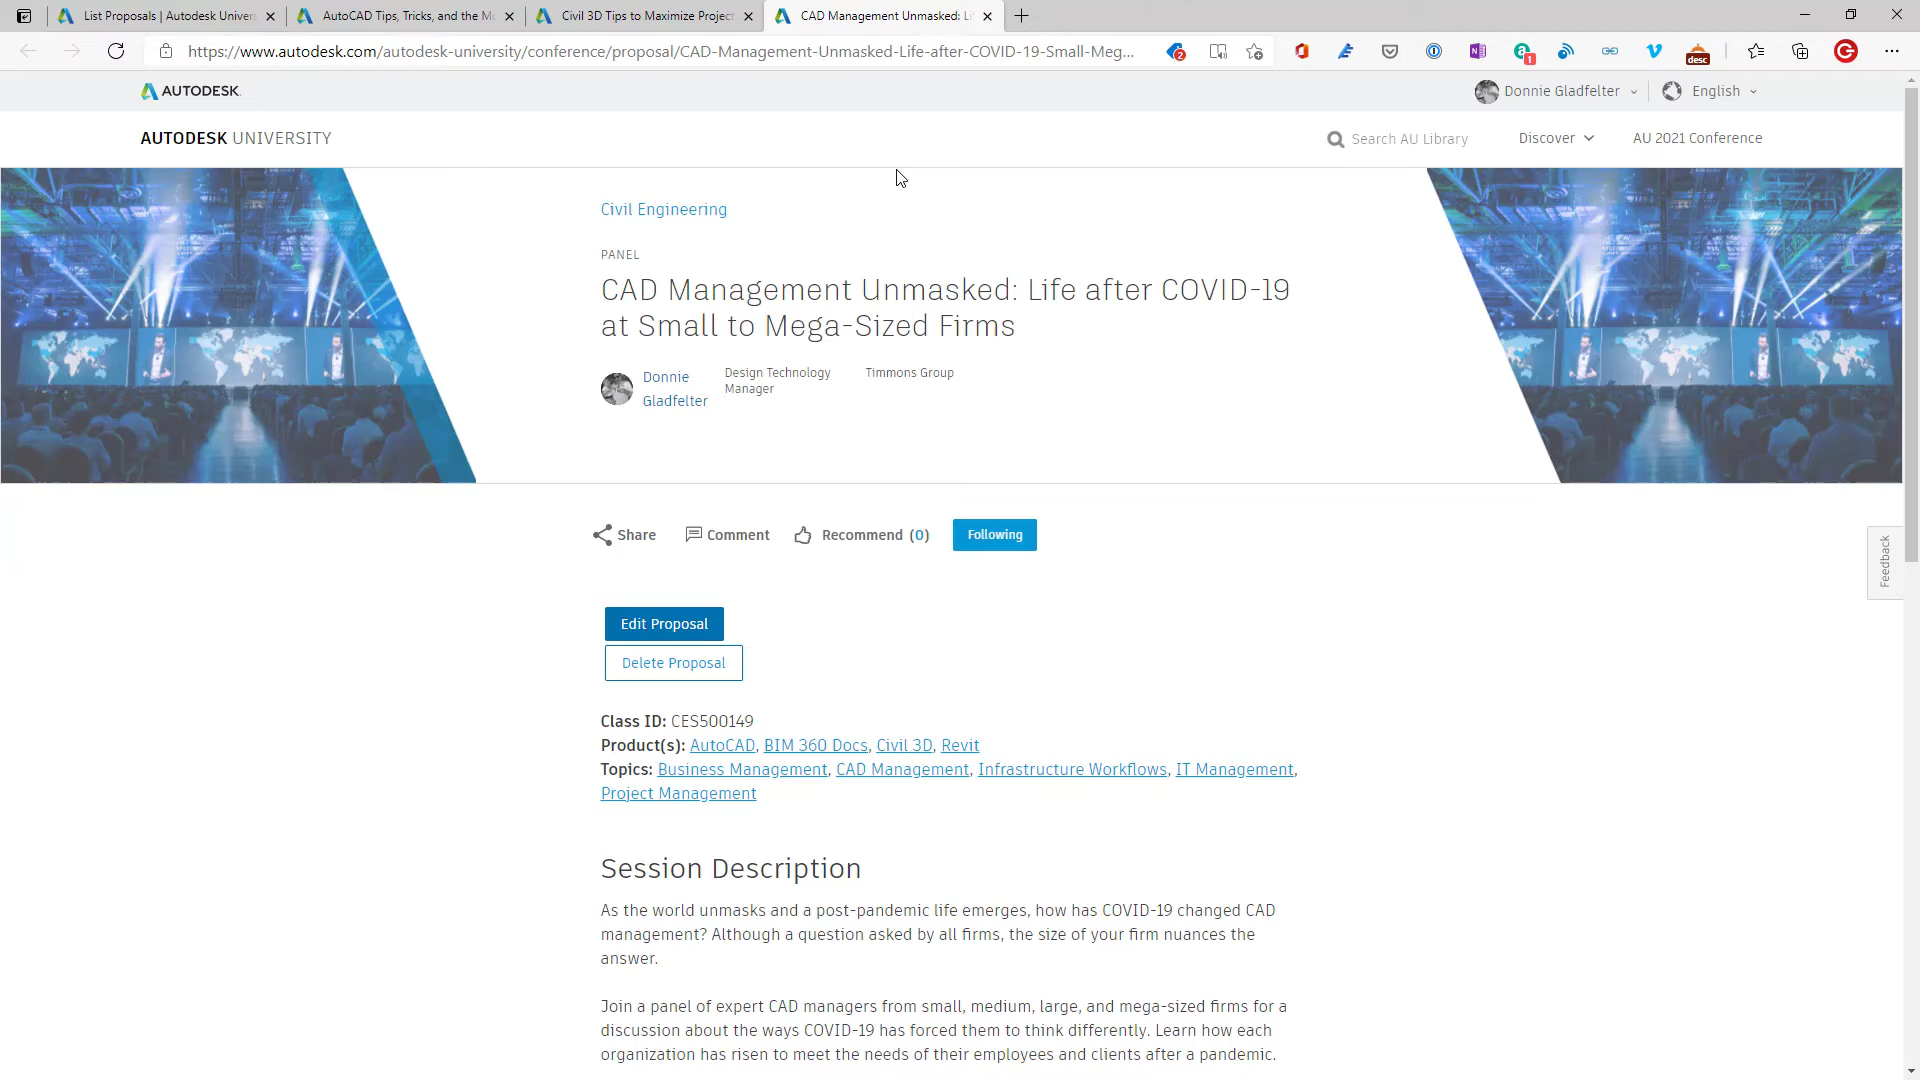 List Proposals | Autodesk Univer
AutoCAD Tips, Tricks, and the Mo
Civil 3D Tips to Maximize Project
CAD Management Unmasked: Li
https://www.autodesk.com/autodesk-university/conference/proposal/CAD-Management-Unmasked-Life-after-COVID-19-Small-Meg...
2
1
desc
AUTODESK.
Donnie Gladfelter
English
AUTODESK UNIVERSITY
Search AU Library
Discover
AU 2021 Conference
Civil Engineering
PANEL
CAD Management Unmasked: Life after COVID-19
at Small to Mega-Sized Firms
Donnie
Gladfelter
Design Technology
Manager
Timmons Group
Share
Comment
Recommend (0)
Following
Feedback
Edit Proposal
Delete Proposal
Class ID: CES500149
Product(s): AutoCAD, BIM 360 Docs, Civil 3D, Revit
Topics: Business Management, CAD Management, Infrastructure Workflows, IT Management,
Project Management
Session Description
As the world unmasks and a post-pandemic life emerges, how has COVID-19 changed CAD
management? Although a question asked by all firms, the size of your firm nuances the
answer.
Join a panel of expert CAD managers from small, medium, large, and mega-sized firms for a
discussion about the ways COVID-19 has forced them to think differently. Learn how each
organization has risen to meet the needs of their employees and clients after a pandemic.